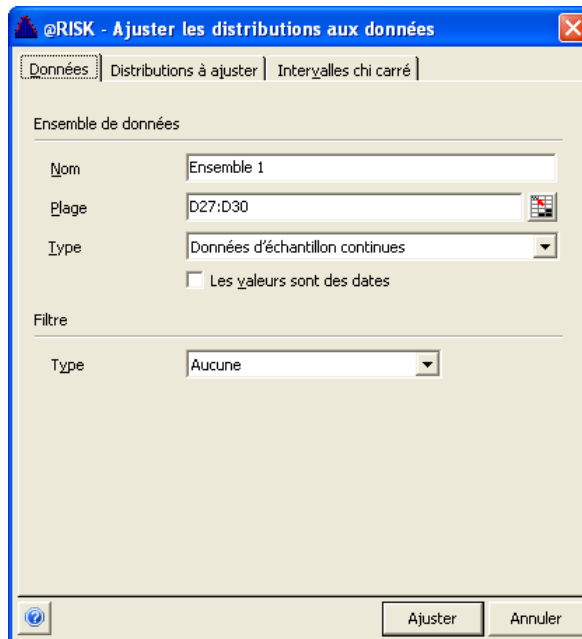 @RISK - Ajuster les distributions aux données
Données Distributions à ajuster Intervalles chi carré
Ensemble de données
Nom Ensemble 1
Plage D27:D30
Type Données d'échantillon continues
Les valeurs sont des dates
Filtre
Type Aucune
Ajuster Annuler